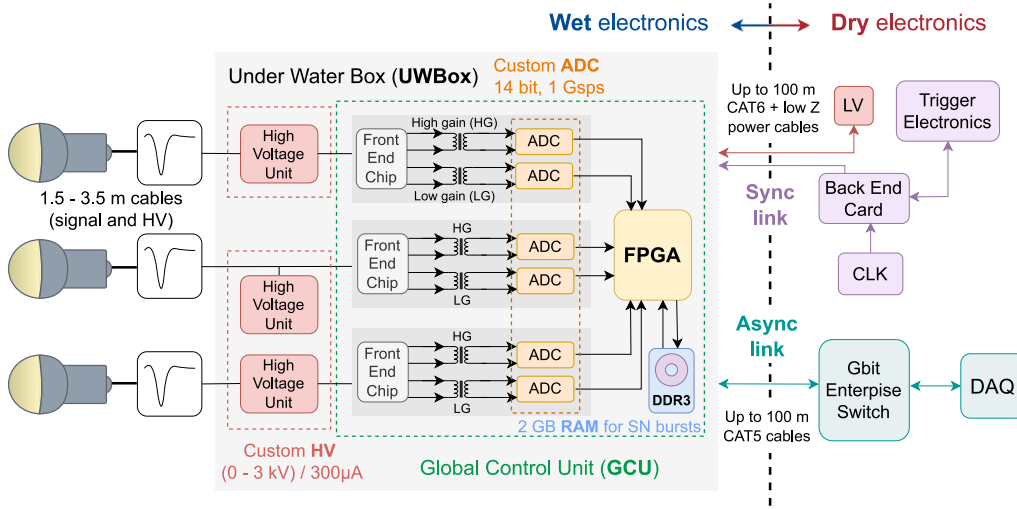 Wet electronics
Dry electronics
Under Water Box (UWBox)
Custom ADC
14 bit, 1 Gsps
Up to 100 m
CAT6 + low Z
power cables
LV
Trigger
Electronics
High
Voltage
Unit
Front
End
Chip
High gain (HG)
Low gain (LG)
ADC
ADC
1.5 - 3.5 m cables
(signal and HV)
Sync
link
Back End
Card
CLK
High
Voltage
Unit
Front
End
Chip
HG
LG
ADC
ADC
FPGA
High
Voltage
Unit
Front
End
Chip
HG
LG
ADC
ADC
DDR3
Async
link
Gbit
Enterpise
Switch
DAQ
Up to 100 m
CAT5 cables
2 GB RAM for SN bursts
Custom HV
(0 - 3 kV) / 300µA
Global Control Unit (GCU)